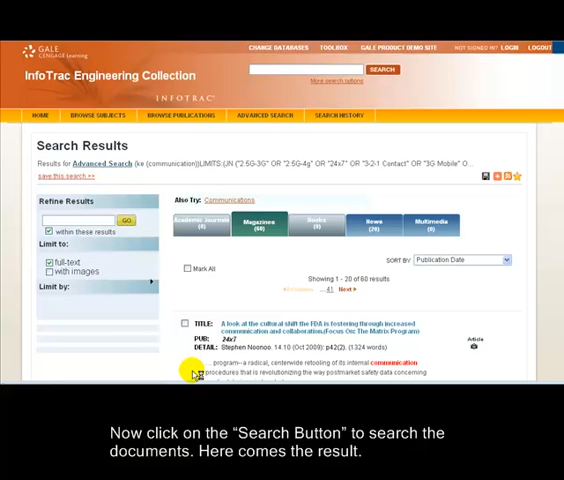 GALE
CENGAGE Learning
CHANGE DATABASES TOOLBOX GALE PRODUCT DEMO SITE NOT SIGNED IN? LOGIN LOGOUT
InfoTrac Engineering Collection
SEARCH
More search options
INFOTRAC
HOME BROWSE SUBJECTS BROWSE PUBLICATIONS ADVANCED SEARCH SEARCH HISTORY
Search Results
Results for Advanced Search (ke (communication))LIMITS:(JN ("2.5G-3G" OR "2.5G-4g" OR "24x7" OR "3-2-1 Contact" OR "3G Mobile" O...
save this search >>
Refine Results
GO
within these results
Limit to:
full-text
with images
Limit by:
Also Try: Communications
Academic Journals (0) Magazines (60) Books (0) News (20) Multimedia (0)
Mark All
SORT BY: Publication Date
Showing 1 - 20 of 60 results
...41 Next
TITLE: A look at the cultural shift the FDA is fostering through increased
communication and collaboration.(Focus On: The Matrix Program)
PUB: 24x7
DETAIL: Stephen Noonoo. 14.10 (Oct 2009): p42(2). (1324 words)
Article
... program--a radical, centerwide retooling of its internal communication
procedures that is revolutionizing the way postmarket safety data concerning
Now click on the “Search Button” to search the
documents. Here comes the result.